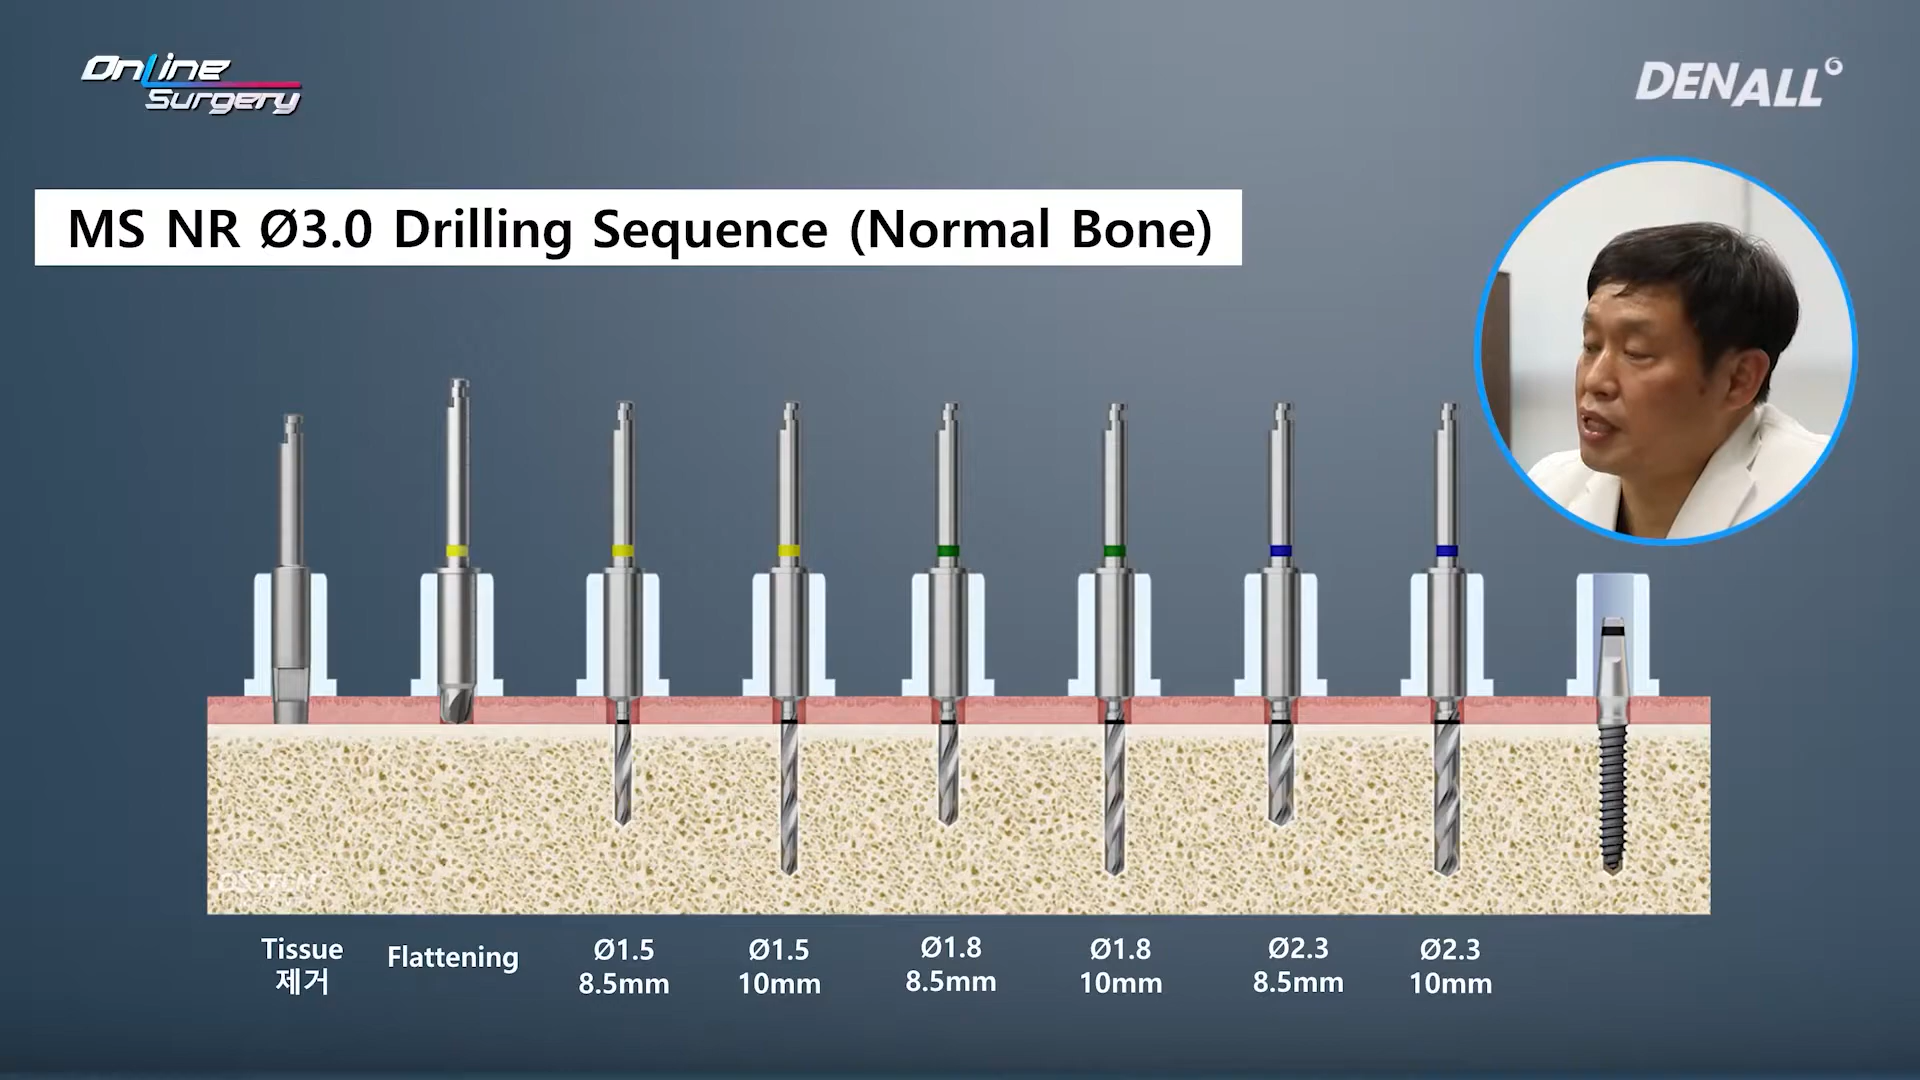 OnLine
Surgery
DENALL
MS NR Ø3.0 Drilling Sequence (Normal Bone)
OSSTEM
Tissue
제거
Flattening
Ø1.5
8.5mm
Ø1.5
10mm
Ø1.8
8.5mm
Ø1.8
10mm
Ø2.3
8.5mm
Ø2.3
10mm